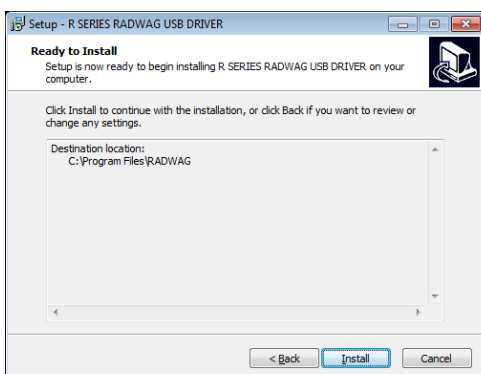 Setup - R SERIES RADWAG USB DRIVER
Ready to Install
Setup is now ready to begin installing R SERIES RADWAG USB DRIVER on your
computer.
Click Install to continue with the installation, or click Back if you want to review or
change any settings.
Destination location:
C:\Program Files\RADWAG
< Back
Install
Cancel